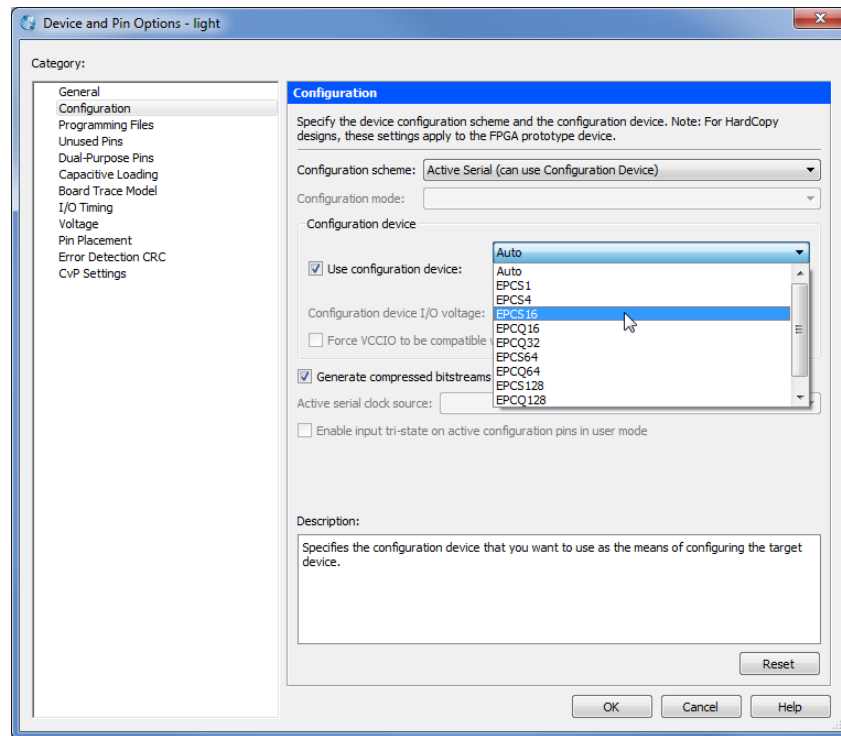 Device and Pin Options - light
Category:
General
Configuration
Programming Files
Unused Pins
Dual-Purpose Pins
Capacitive Loading
Board Trace Model
I/O Timing
Voltage
Pin Placement
Error Detection CRC
CvP Settings
Configuration
Specify the device configuration scheme and the configuration device. Note: For HardCopy
designs, these settings apply to the FPGA prototype device.
Configuration scheme: Active Serial (can use Configuration Device)
Configuration mode:
Configuration device
Use configuration device: Auto
Auto
EPCS1
EPCS4
EPCS16
EPCQ16
EPCQ32
EPCS64
EPCQ64
EPCS128
EPCQ128
Configuration device I/O voltage:
Force VCCIO to be compatible
Generate compressed bitstreams
Active serial clock source:
Enable input tri-state on active configuration pins in user mode
Description:
Specifies the configuration device that you want to use as the means of configuring the target
device.
Reset
OK Cancel Help